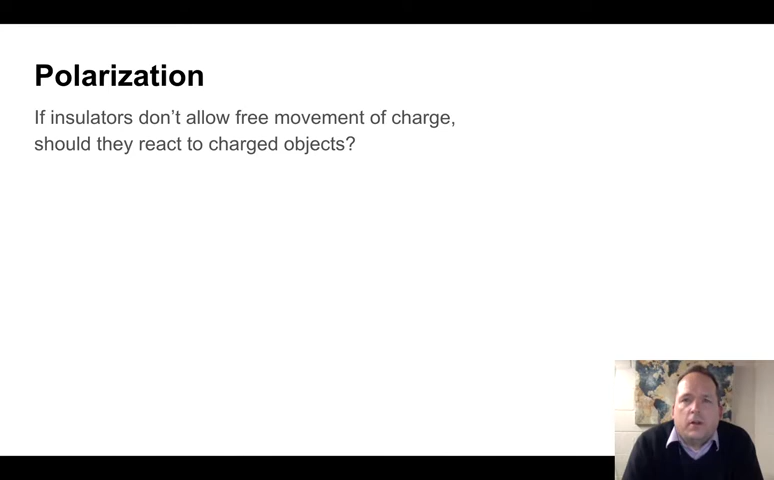 Polarization
If insulators don’t allow free movement of charge,
should they react to charged objects?